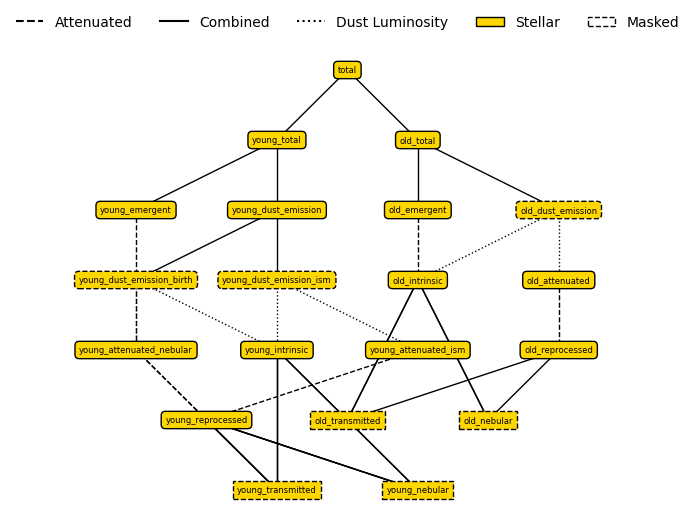 Attenuated Combined Dust Luminosity Stellar Masked
total
young_total old_total
young_emergent young_dust_emission old_emergent old_dust_emission
young_dust_emission_birth young_dust_emission_ism old_intrinsic old_attenuated
young_attenuated_nebular young_intrinsic young_attenuated_ism old_reprocessed
young_reprocessed old_transmitted old_nebular
young_transmitted young_nebular